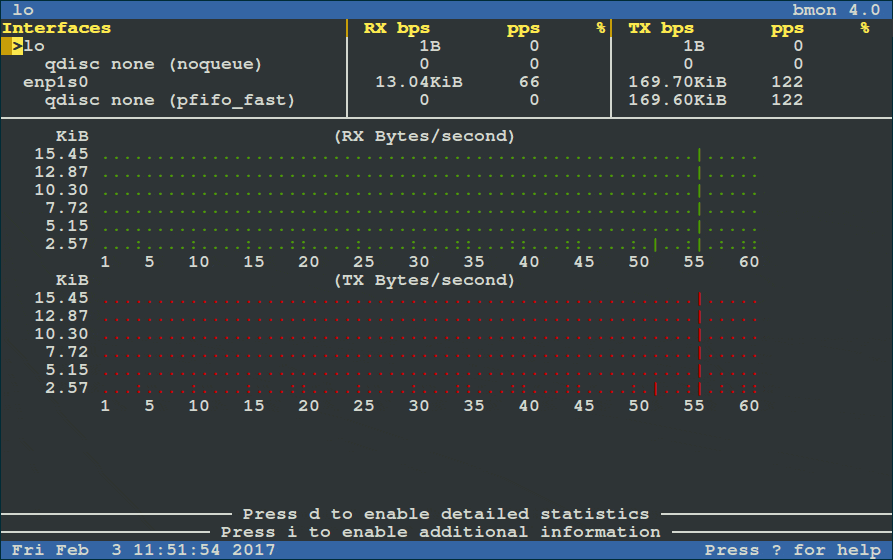 lo bmon 4.0
Interfaces RX bps pps % TX bps pps %
>lo 1B 0 1B 0
qdisc none (noqueue) 0 0 0 0
enp1s0 13.04KiB 66 169.70KiB 122
qdisc none (pfifo_fast) 0 0 169.60KiB 122
KiB (RX Bytes/second)
15.45
12.87
10.30
7.72
5.15
2.57
1 5 10 15 20 25 30 35 40 45 50 55 60
KiB (TX Bytes/second)
15.45
12.87
10.30
7.72
5.15
2.57
1 5 10 15 20 25 30 35 40 45 50 55 60
Press d to enable detailed statistics
Press i to enable additional information
Fri Feb 3 11:51:54 2017 Press ? for help